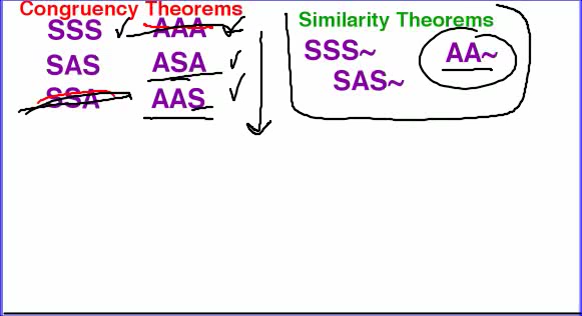 Congruency Theorems
SSS AAA
SAS ASA
SSA AAS
Similarity Theorems
SSS~ AA~
SAS~